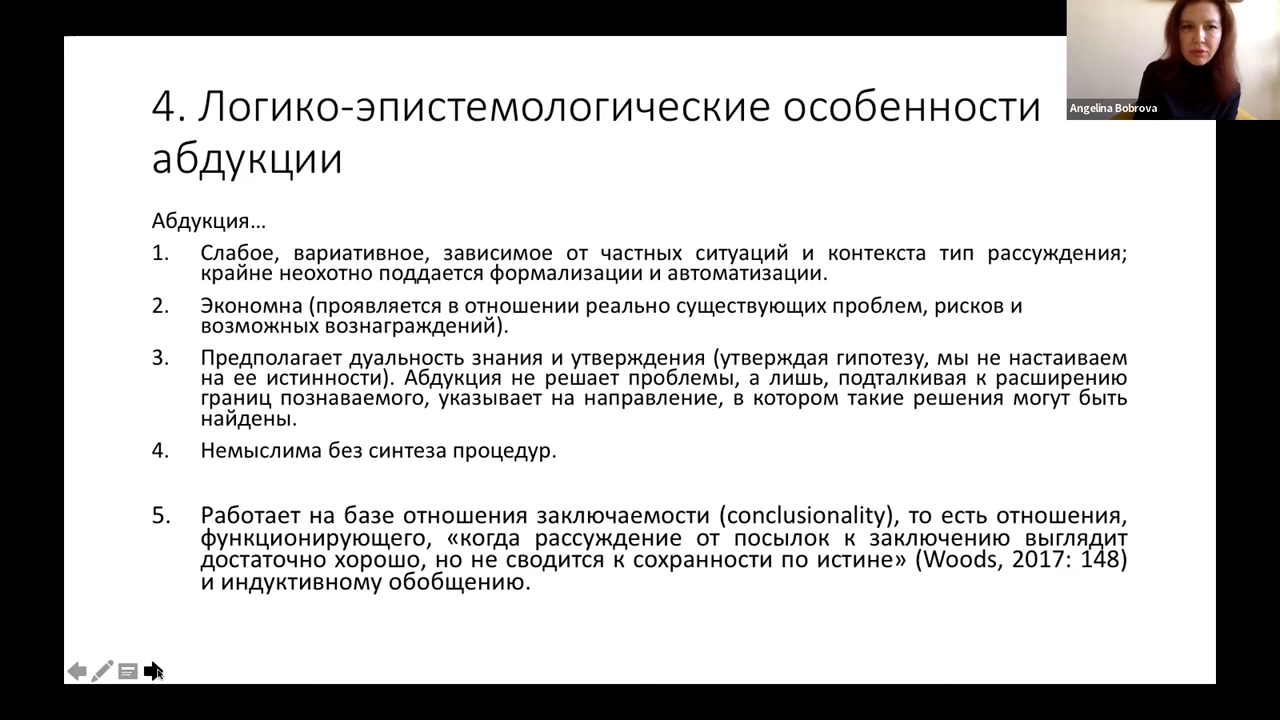 4. Логико-эпистемологические особенности
абдукции
Angelina Bobrova
Абдукция…
1. Слабое, вариативное, зависимое от частных ситуаций и контекста тип рассуждения;
крайне неохотно поддается формализации и автоматизации.
2. Экономна (проявляется в отношении реально существующих проблем, рисков и
возможных вознаграждений).
3. Предполагает дуальность знания и утверждения (утверждая гипотезу, мы не настаиваем
на ее истинности). Абдукция не решает проблемы, а лишь, подталкивая к расширению
границ познаваемого, указывает на направление, в котором такие решения могут быть
найдены.
4. Немыслима без синтеза процедур.
5. Работает на базе отношения заключаемости (conclusionality), то есть отношения,
функционирующего, «когда рассуждение от посылок к заключению выглядит
достаточно хорошо, но не сводится к сохранности по истине» (Woods, 2017: 148)
и индуктивному обобщению.